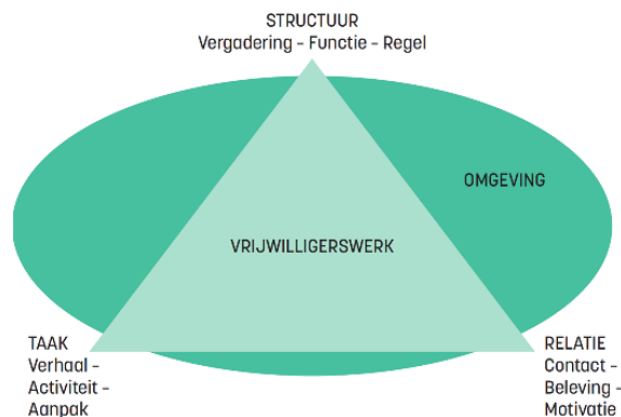 STRUCTUUR
Vergadering – Functie – Regel
OMGEVING
VRIJWILLIGERSWERK
TAAK
Verhaal –
Activiteit –
Aanpak
RELATIE
Contact –
Beleving –
Motivatie